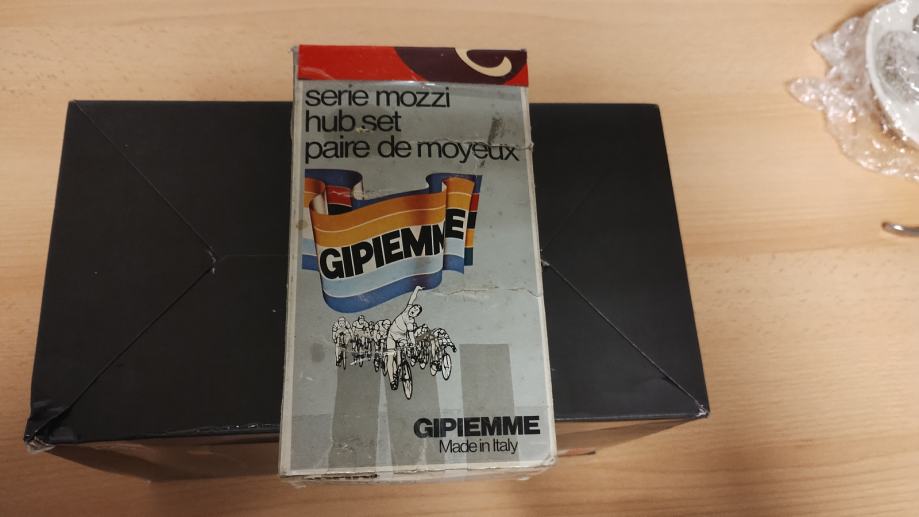 serie mozzi
hub set
paire de moyeux
GIPIEMME
GIPIEMME
Made in Italy